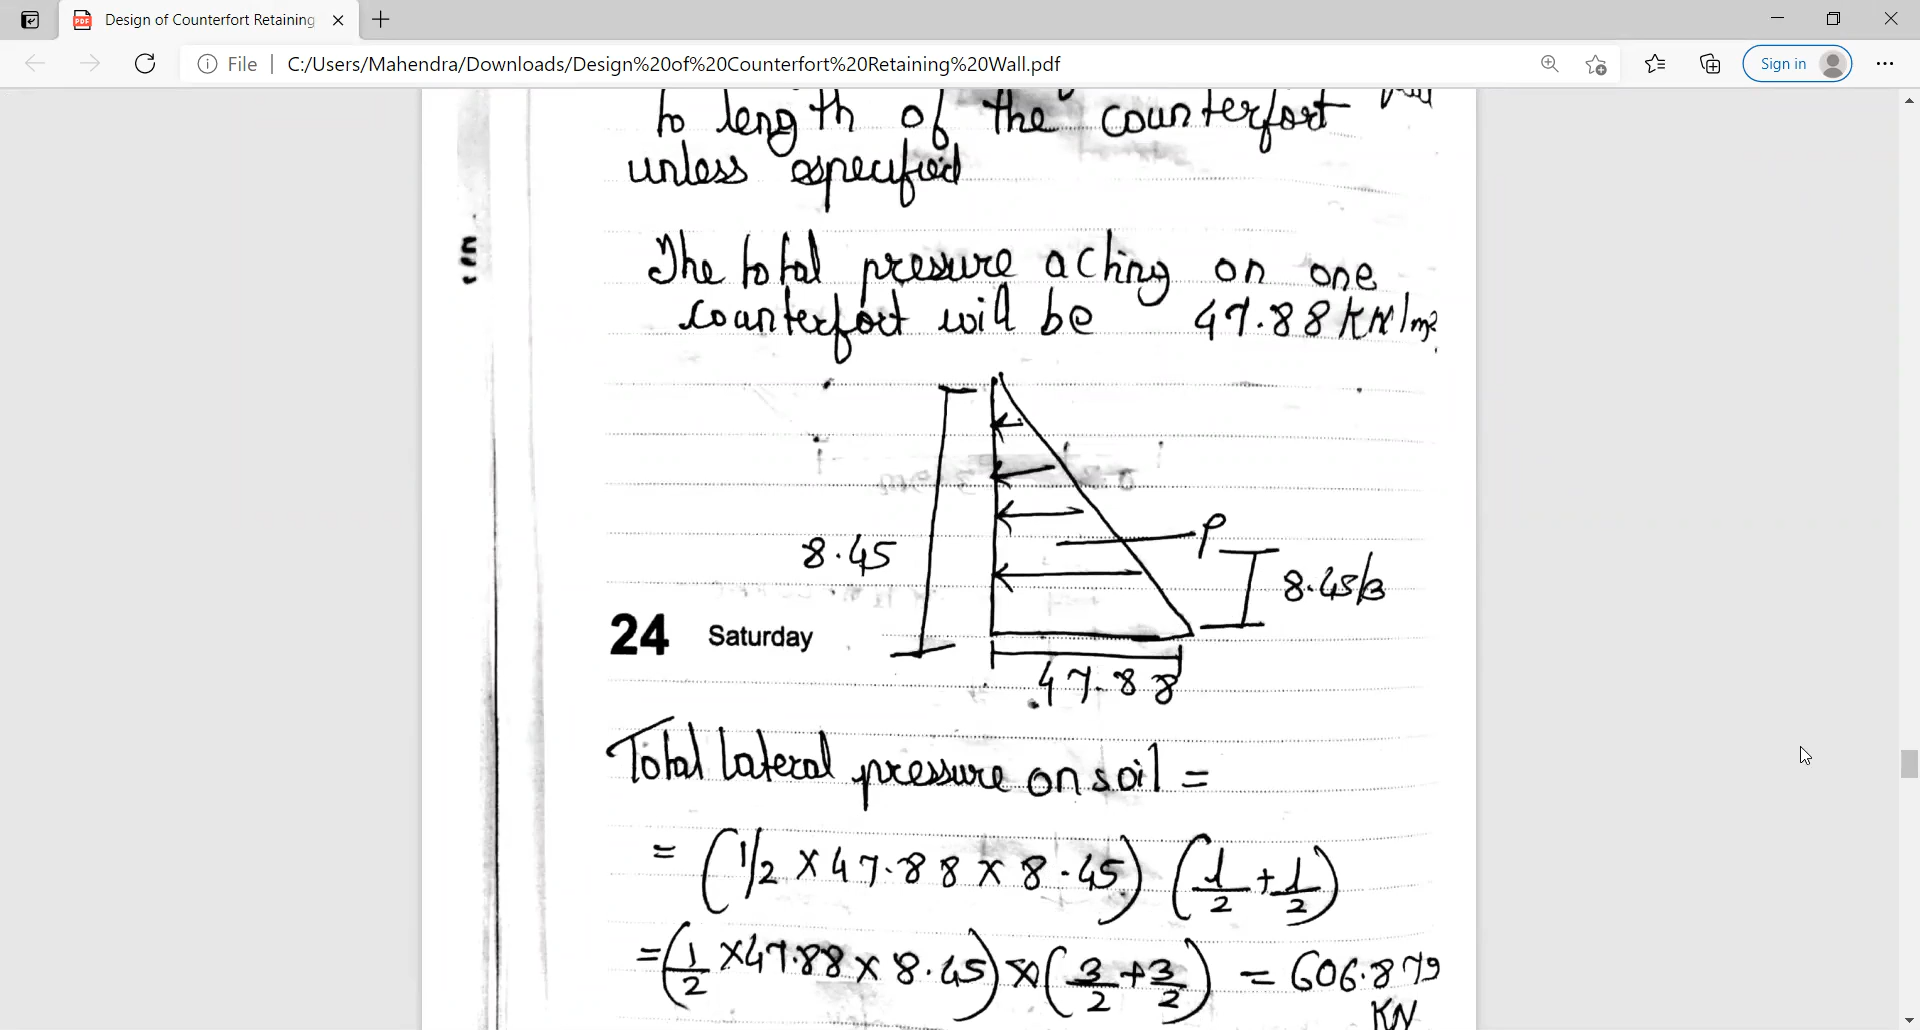 Design of Counterfort Retaining
File
C:/Users/Mahendra/Downloads/Design%20of%20Counterfort%20Retaining%20Wall.pdf
Sign in
to length of the counterfort
unless especified
The total pressure acting on one
counterfort will be 47.88 KN/m²
8.45
P
8.45/3
24 Saturday
47.88
Total lateral pressure on soil =
= (1/2 × 47.88 × 8.45) (l/2 + l/2)
= (1/2 × 47.88 × 8.45) × (3/2 + 3/2) = 606.879
KN